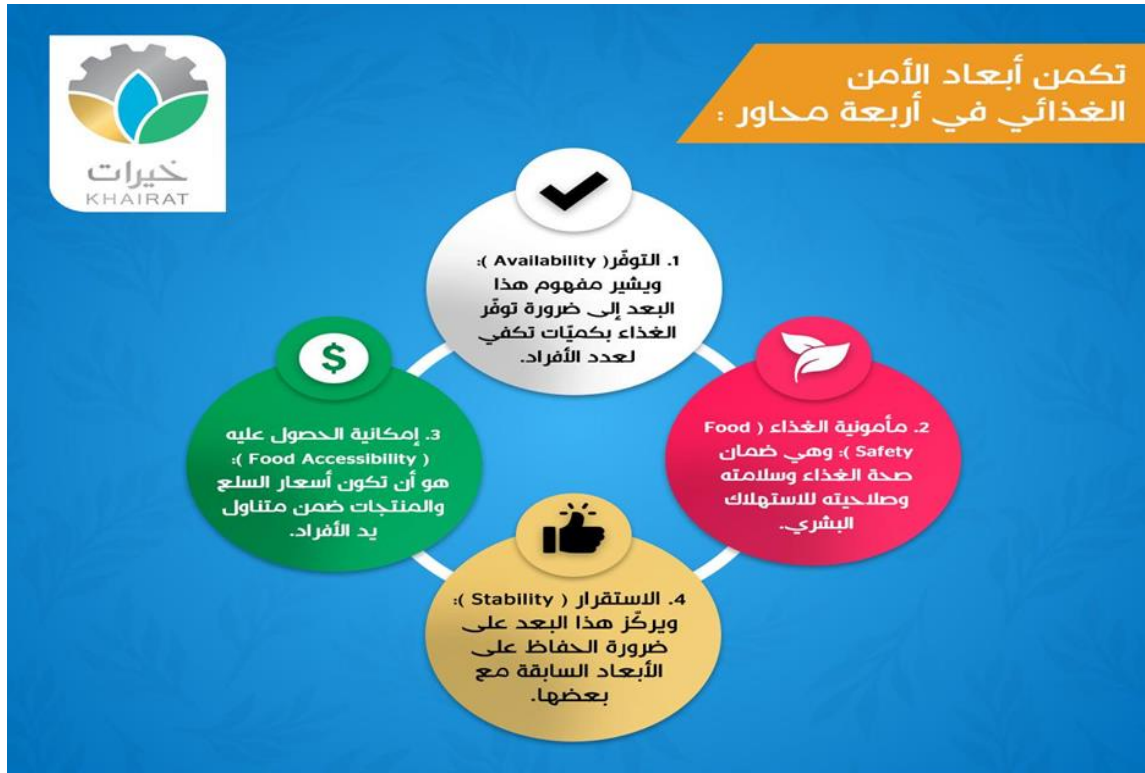 تكمن أبعاد الأمن
الغذائي في أربعة محاور :
خيرات
KHAIRAT
1. التوفّر( Availability ):
ويشير مفهوم هذا
البعد إلى ضرورة توفّر
الغذاء بكميّات تكفي
لعدد الأفراد.
2. مأمونية الغذاء ( Food
Safety ): وهي ضمان
صحة الغذاء وسلامته
وصلاحيته للاستهلاك
البشري.
3. إمكانية الحصول عليه
( Food Accessibility ):
هو أن تكون أسعار السلع
والمنتجات ضمن متناول
يد الأفراد.
4. الاستقرار ( Stability ):
ويركّز هذا البعد على
ضرورة الحفاظ على
الأبعاد السابقة مع
بعضها.